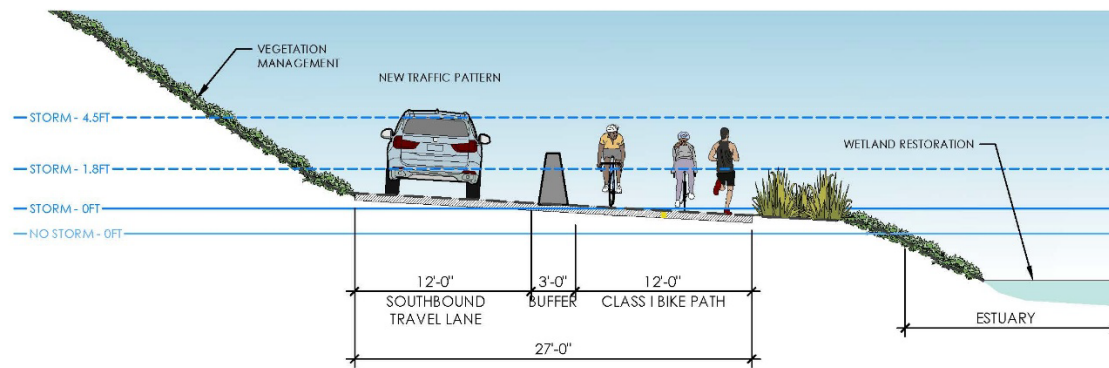 VEGETATION
MANAGEMENT
NEW TRAFFIC PATTERN
STORM - 4.5FT
WETLAND RESTORATION
STORM - 1.8FT
STORM - 0FT
NO STORM - 0FT
12'-0"
3'-0"
12'-0"
SOUTHBOUND
TRAVEL LANE
BUFFER
CLASS I BIKE PATH
ESTUARY
27'-0"